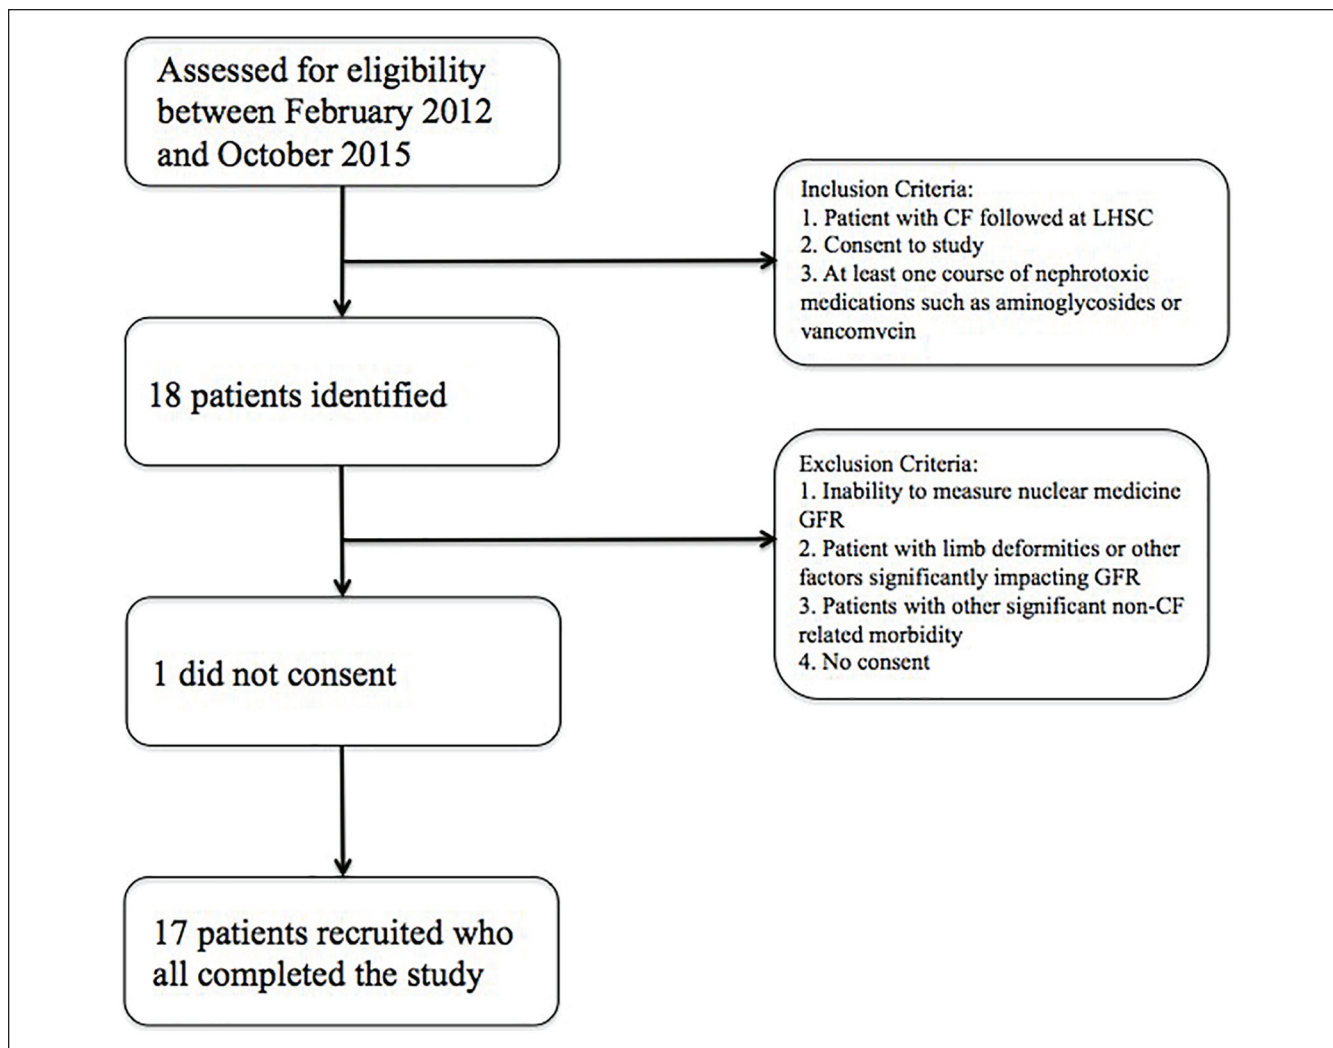 Assessed for eligibility
between February 2012
and October 2015
Inclusion Criteria:
1. Patient with CF followed at LHSC
2. Consent to study
3. At least one course of nephrotoxic
medications such as aminoglycosides or
vancomycin
18 patients identified
Exclusion Criteria:
1. Inability to measure nuclear medicine
GFR
2. Patient with limb deformities or other
factors significantly impacting GFR
3. Patients with other significant non-CF
related morbidity
4. No consent
1 did not consent
17 patients recruited who
all completed the study